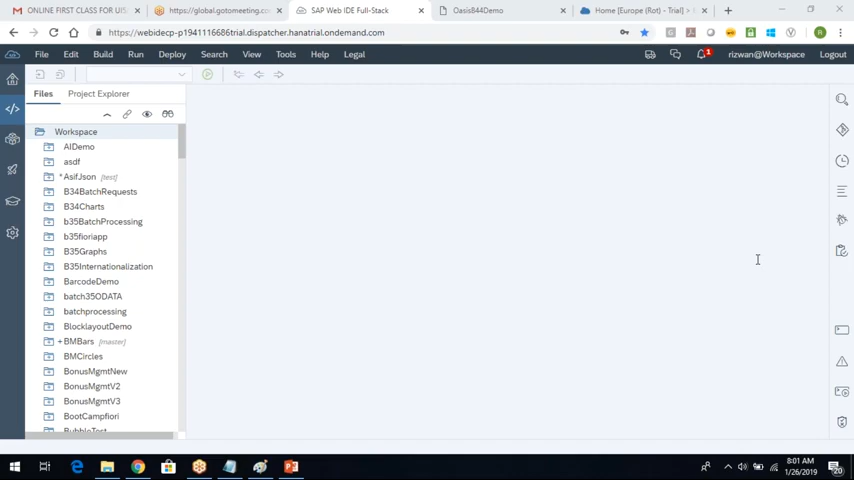 ONLINE FIRST CLASS FOR UI5
https://global.gotomeeting.co
SAP Web IDE Full-Stack
Oasis844Demo
Home [Europe (Rot) - Trial] >
https://webidecp-p1941116686trial.dispatcher.hanatrial.ondemand.com
File Edit Build Run Deploy Search View Tools Help Legal
1
rizwan@Workspace
Logout
Files
Project Explorer
Workspace
AIDemo
asdf
* AsifJson [test]
B34BatchRequests
B34Charts
b35BatchProcessing
b35fioriapp
B35Graphs
B35Internationalization
BarcodeDemo
batch35ODATA
batchprocessing
BlocklayoutDemo
+ BMBars [master]
BMCircles
BonusMgmtNew
BonusMgmtV2
BonusMgmtV3
BootCampfiori
BubbleTest
8:01 AM
1/26/2019
20